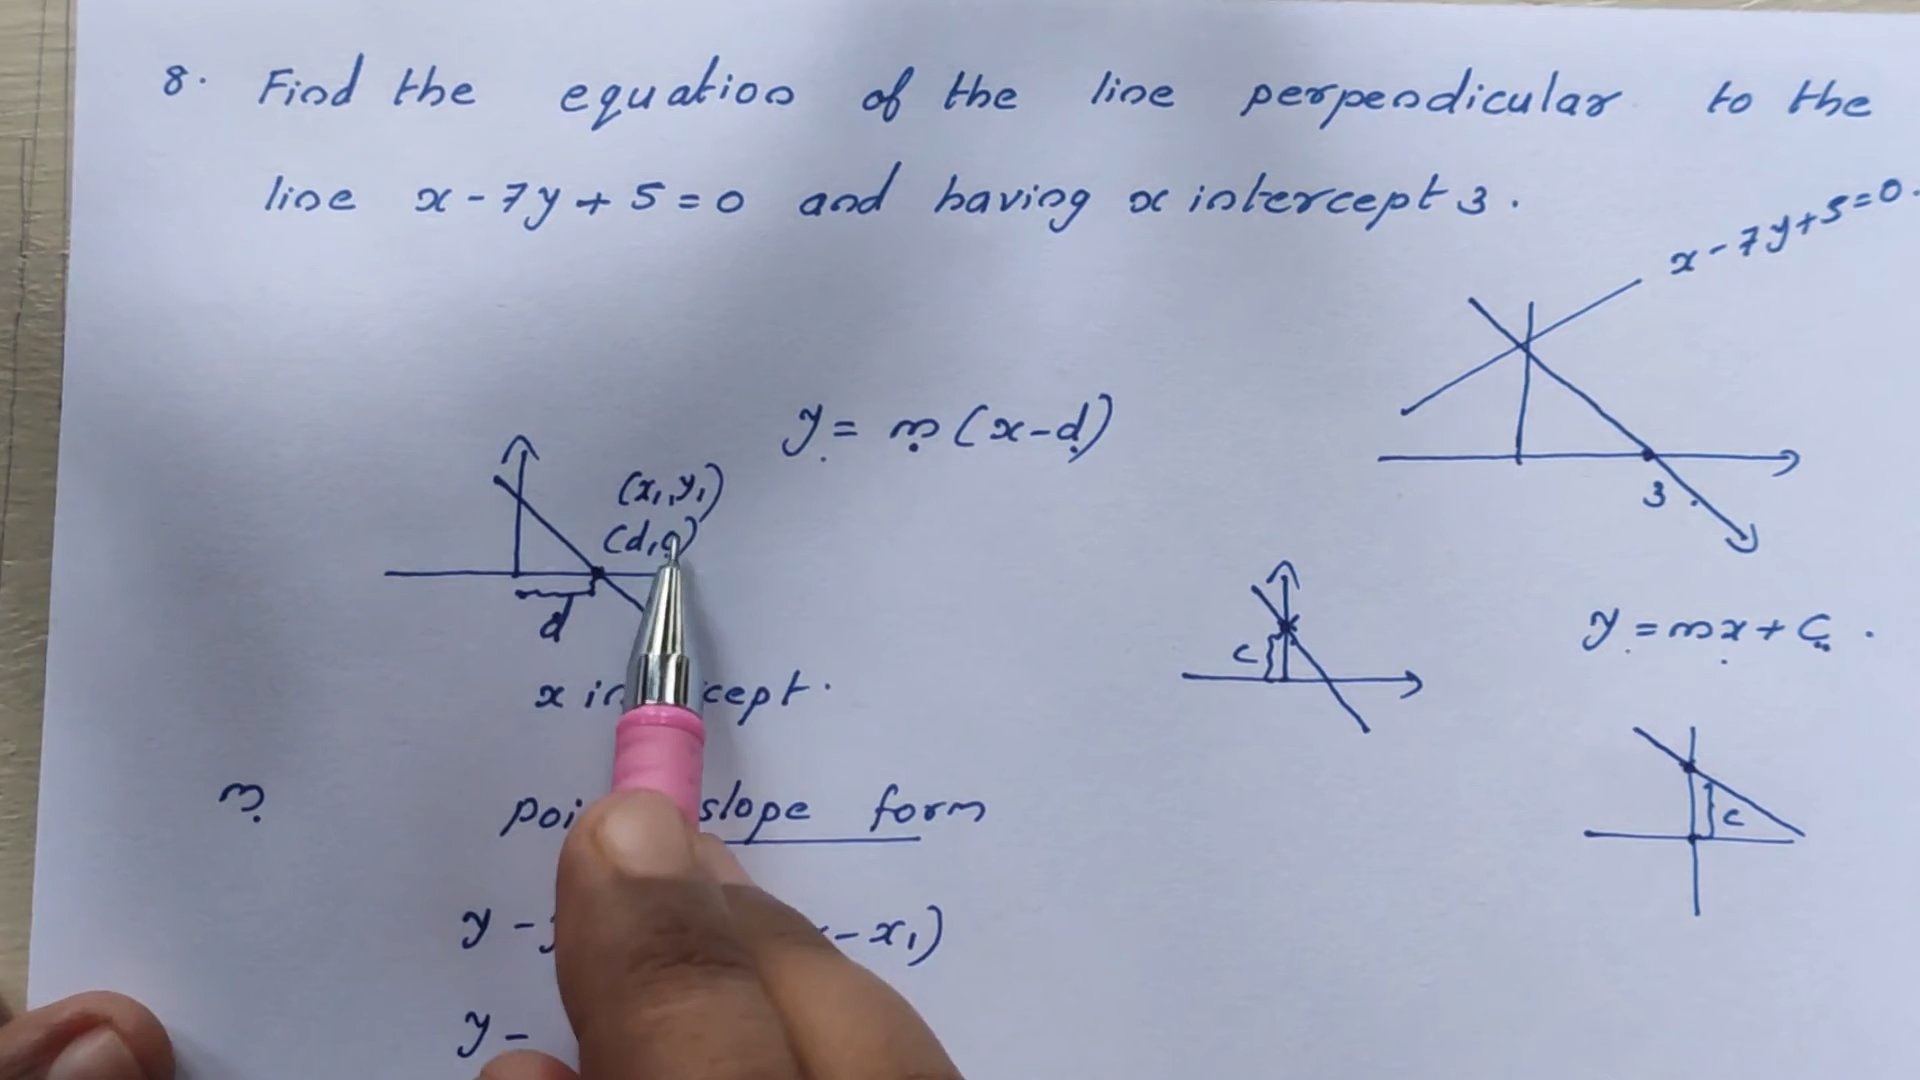 8. Find the equation of the line perpendicular to the
line x - 7y + 5 = 0 and having x intercept 3.
x - 7y + 5 = 0.
y = m (x - d)
(x₁, y₁)
(d, 0)
3.
d
c
y = mx + c.
x
c
m
slope form
y -
- x₁)
y -